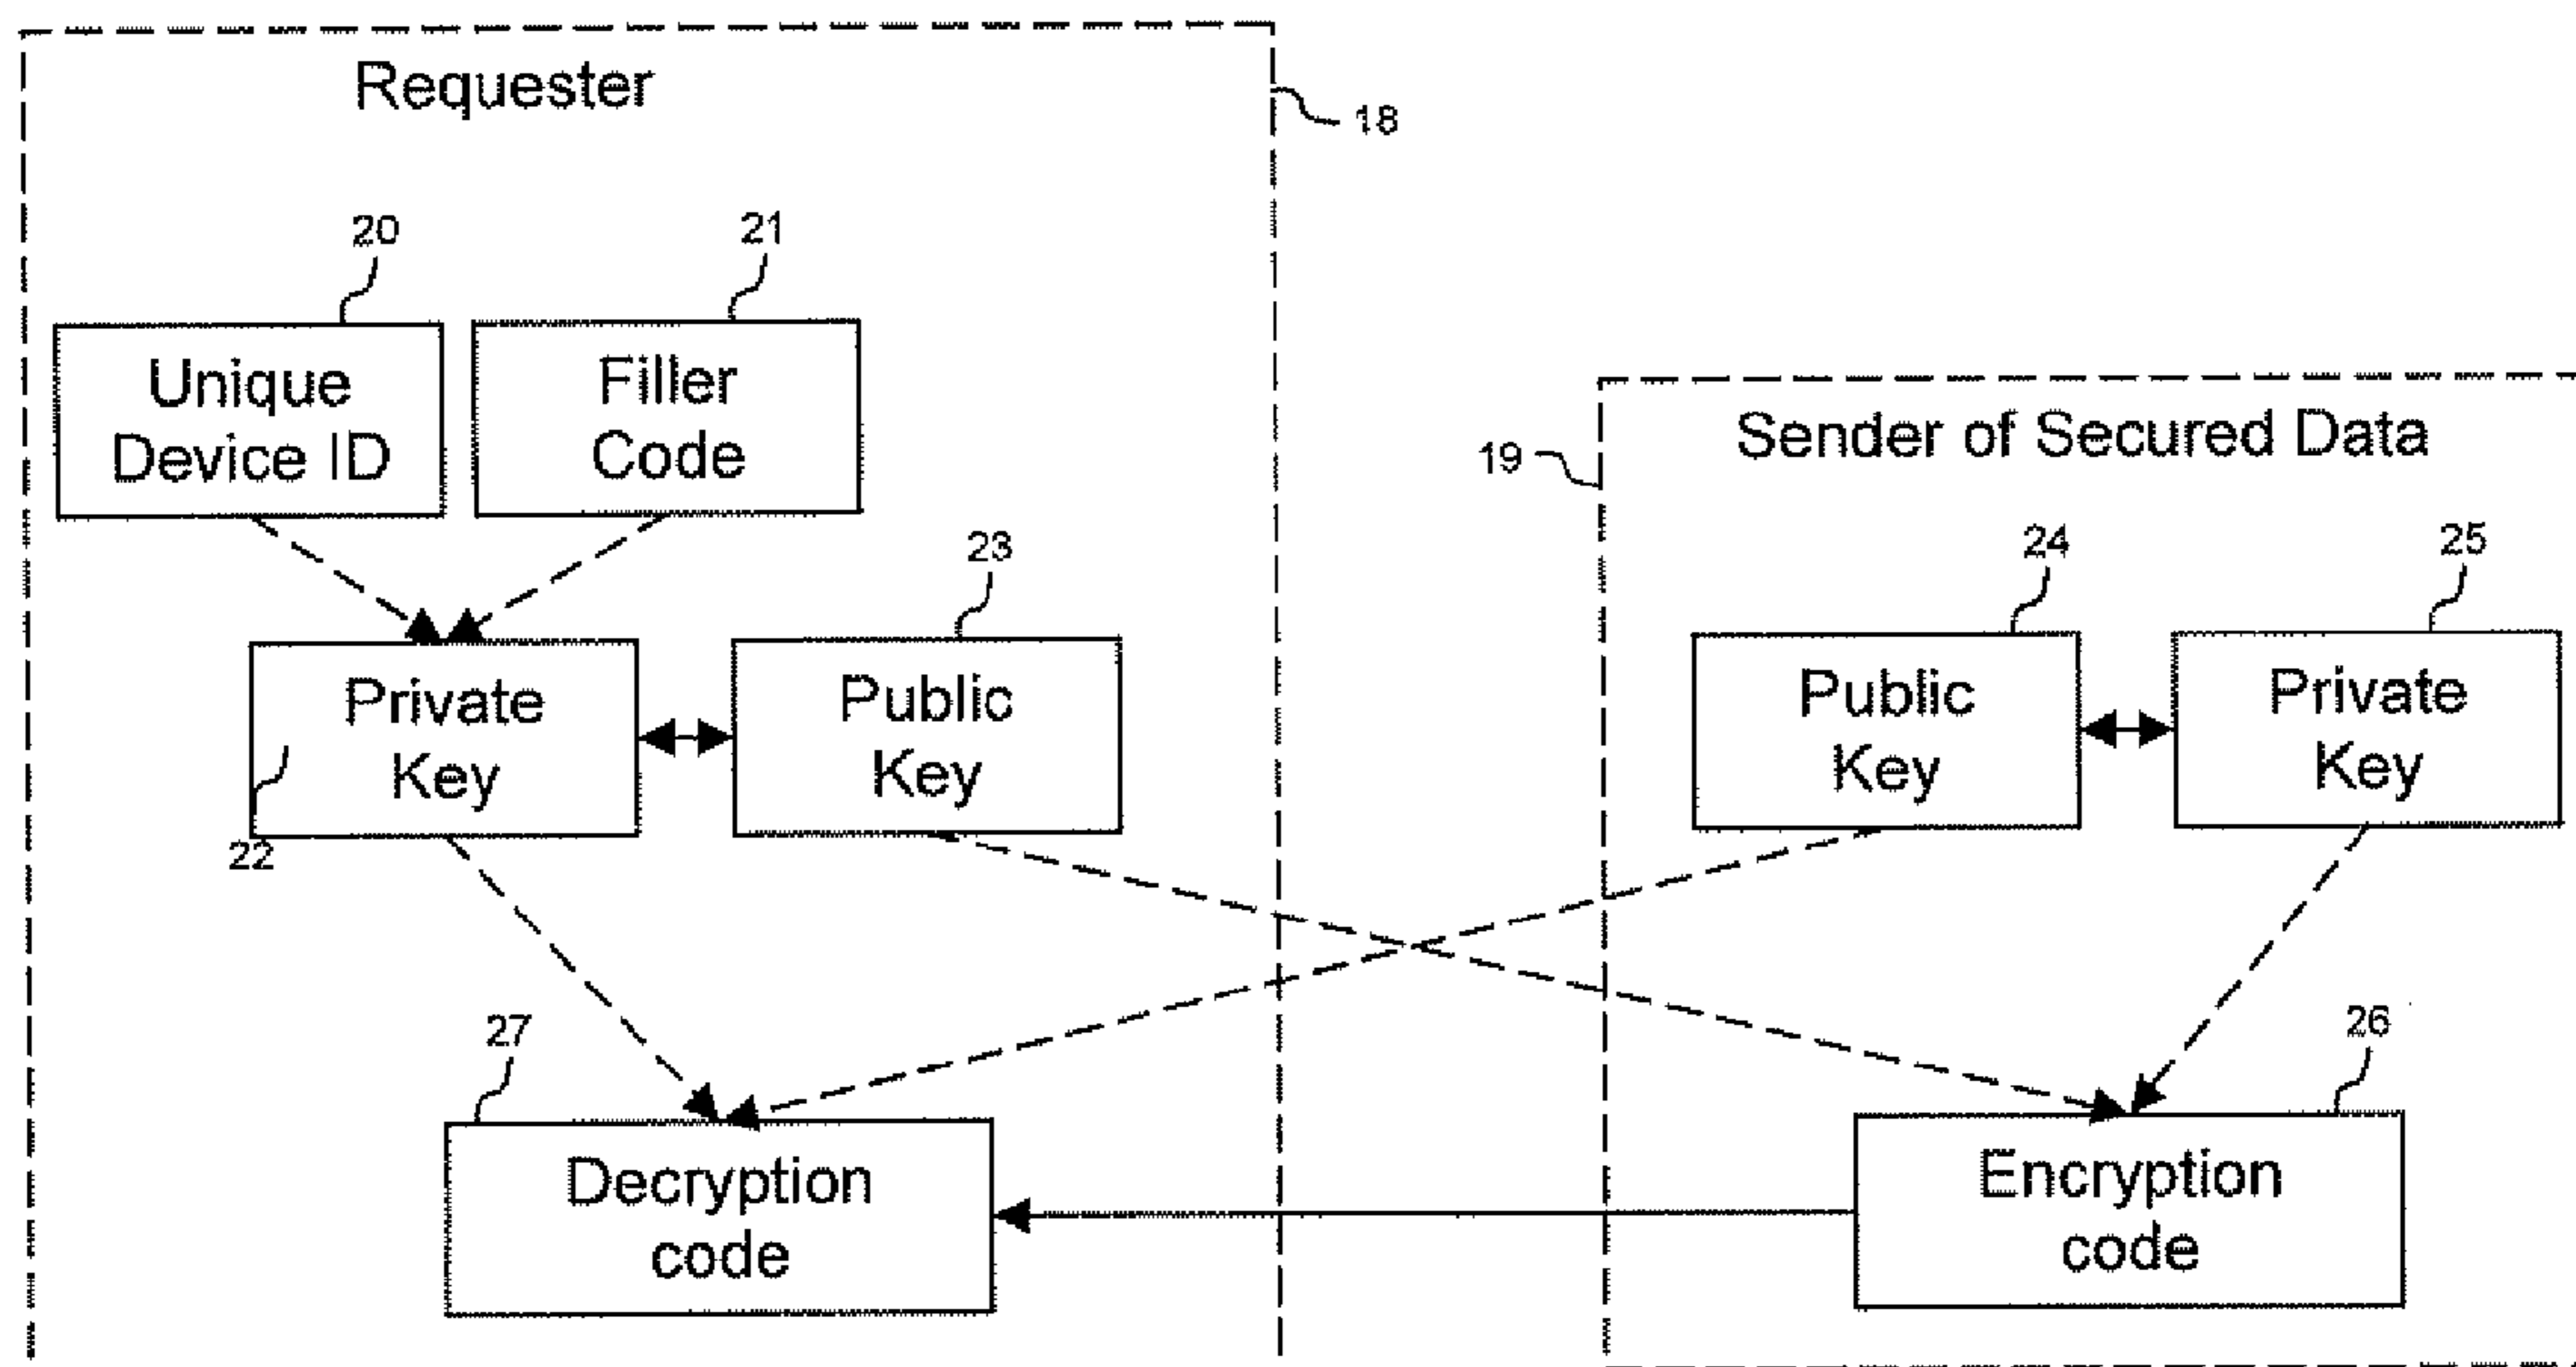 Requester
18
20
21
Unique
Device ID
Filler
Code
19
Sender of Secured Data
23
24
25
Private
Key
22
Public
Key
Public
Key
Private
Key
27
26
Decryption
code
Encryption
code